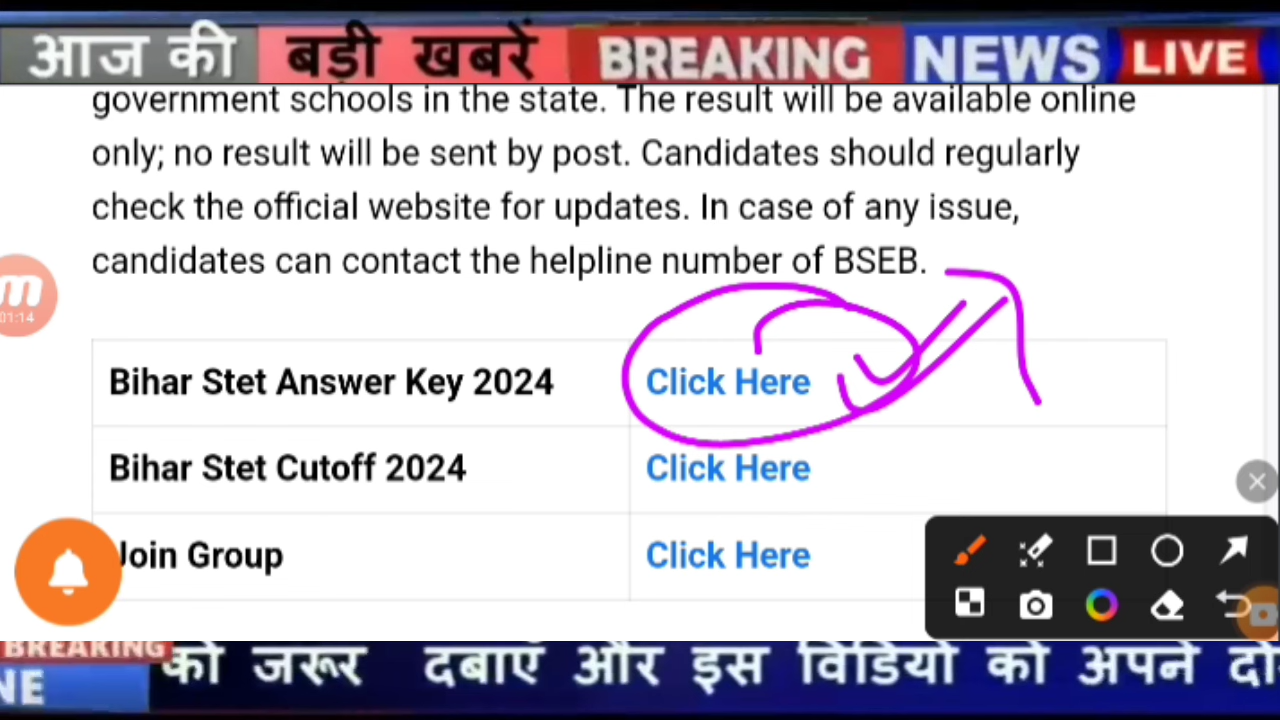 आज की बड़ी खबरें BREAKING NEWS LIVE
government schools in the state. The result will be available online
only; no result will be sent by post. Candidates should regularly
check the official website for updates. In case of any issue,
candidates can contact the helpline number of BSEB.
01:14
Bihar Stet Answer Key 2024 Click Here
Bihar Stet Cutoff 2024 Click Here
Join Group Click Here
BREAKING
को जरूर दबाएं और इस विडियो को अपने दो
NE